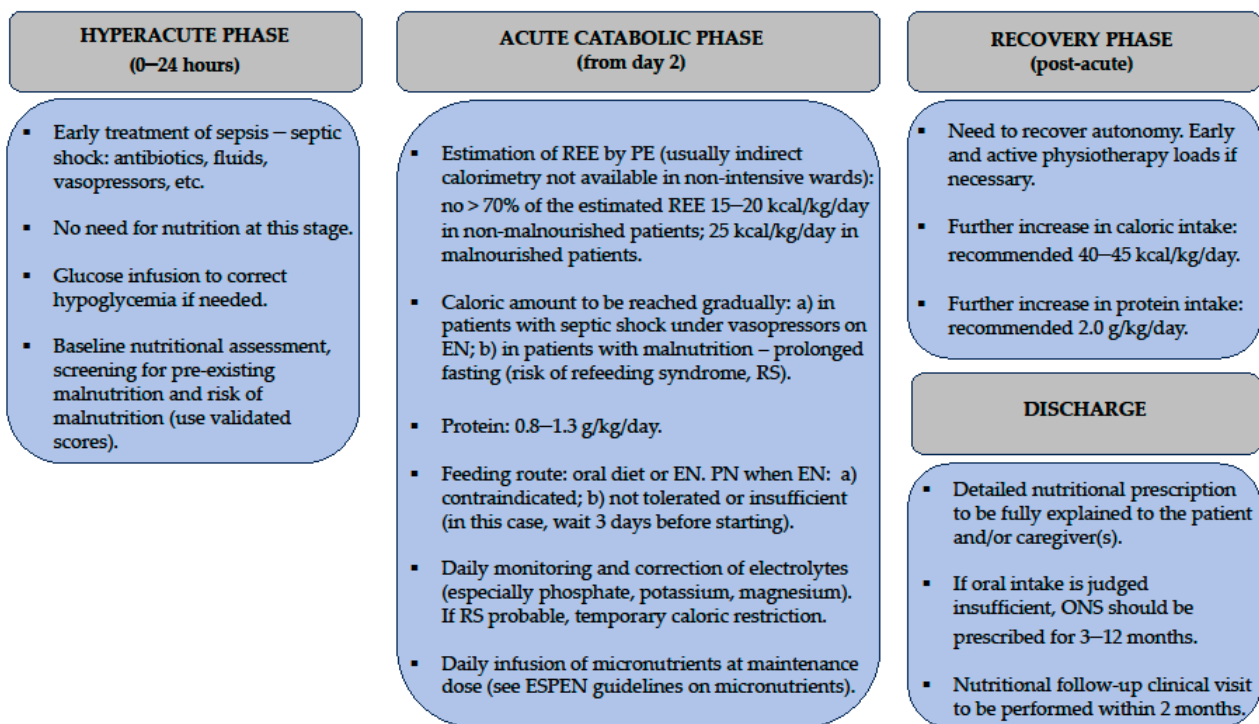 HYPERACUTE PHASE
(0–24 hours)
▪ Early treatment of sepsis – septic
shock: antibiotics, fluids,
vasopressors, etc.
▪ No need for nutrition at this stage.
▪ Glucose infusion to correct
hypoglycemia if needed.
▪ Baseline nutritional assessment,
screening for pre-existing
malnutrition and risk of
malnutrition (use validated
scores).
ACUTE CATABOLIC PHASE
(from day 2)
▪ Estimation of REE by PE (usually indirect
calorimetry not available in non-intensive wards):
no > 70% of the estimated REE 15–20 kcal/kg/day
in non-malnourished patients; 25 kcal/kg/day in
malnourished patients.
▪ Caloric amount to be reached gradually: a) in
patients with septic shock under vasopressors on
EN; b) in patients with malnutrition – prolonged
fasting (risk of refeeding syndrome, RS).
▪ Protein: 0.8–1.3 g/kg/day.
▪ Feeding route: oral diet or EN. PN when EN: a)
contraindicated; b) not tolerated or insufficient
(in this case, wait 3 days before starting).
▪ Daily monitoring and correction of electrolytes
(especially phosphate, potassium, magnesium).
If RS probable, temporary caloric restriction.
▪ Daily infusion of micronutrients at maintenance
dose (see ESPEN guidelines on micronutrients).
RECOVERY PHASE
(post-acute)
▪ Need to recover autonomy. Early
and active physiotherapy loads if
necessary.
▪ Further increase in caloric intake:
recommended 40–45 kcal/kg/day.
▪ Further increase in protein intake:
recommended 2.0 g/kg/day.
DISCHARGE
▪ Detailed nutritional prescription
to be fully explained to the patient
and/or caregiver(s).
▪ If oral intake is judged
insufficient, ONS should be
prescribed for 3–12 months.
▪ Nutritional follow-up clinical visit
to be performed within 2 months.